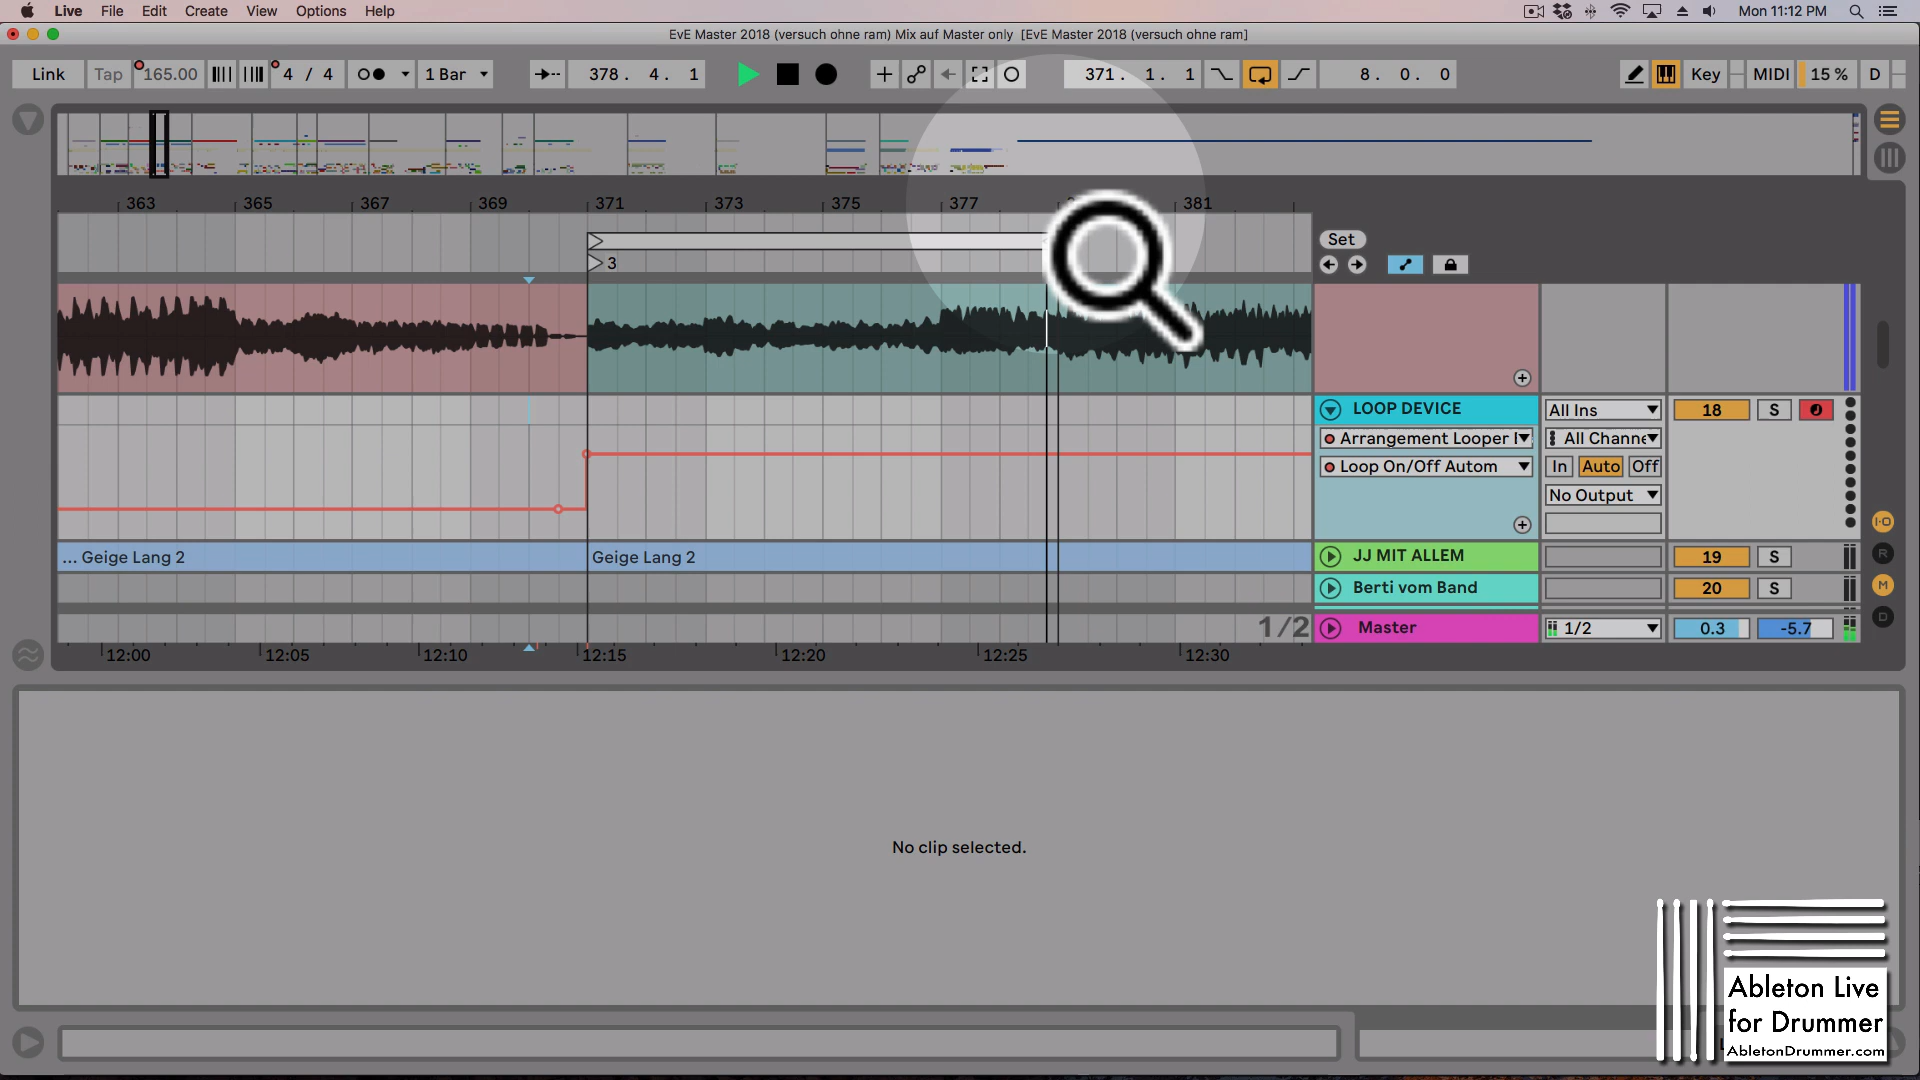 Live File Edit Create View Options Help Mon 11:12 PM
EvE Master 2018 (versuch ohne ram) Mix auf Master only [EvE Master 2018 (versuch ohne ram)]
Link Tap 165.00 4 / 4 1 Bar 378. 4. 1 371. 1. 1 8. 0. 0 Key MIDI 15 % D
363 365 367 369 371 373 375 377 381
Set
3
LOOP DEVICE All Ins 18 S
Arrangement Looper All Channe
Loop On/Off Autom In Auto Off
No Output
I·O
... Geige Lang 2 Geige Lang 2 JJ MIT ALLEM 19 S R
Berti vom Band 20 S M
D
1/2 Master 1/2 0.3 -5.7
12:00 12:05 12:10 12:15 12:20 12:25 12:30
No clip selected.
Ableton Live
for Drummer
AbletonDrummer.com